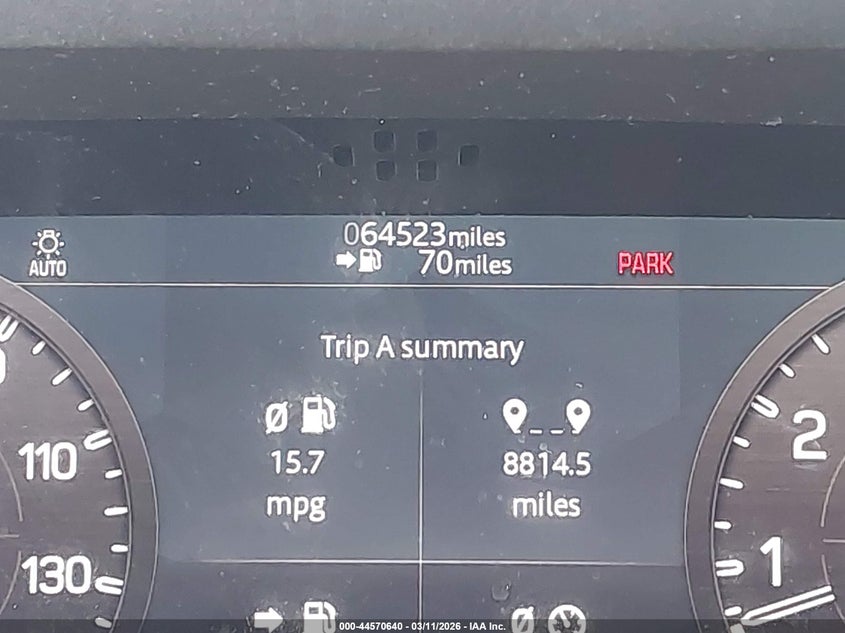 064523miles
AUTO
70miles
PARK
Trip A summary
15.7
mpg
8814.5
miles
110
130
2
1
000-44570640 - 03/11/2026 - IAA Inc.